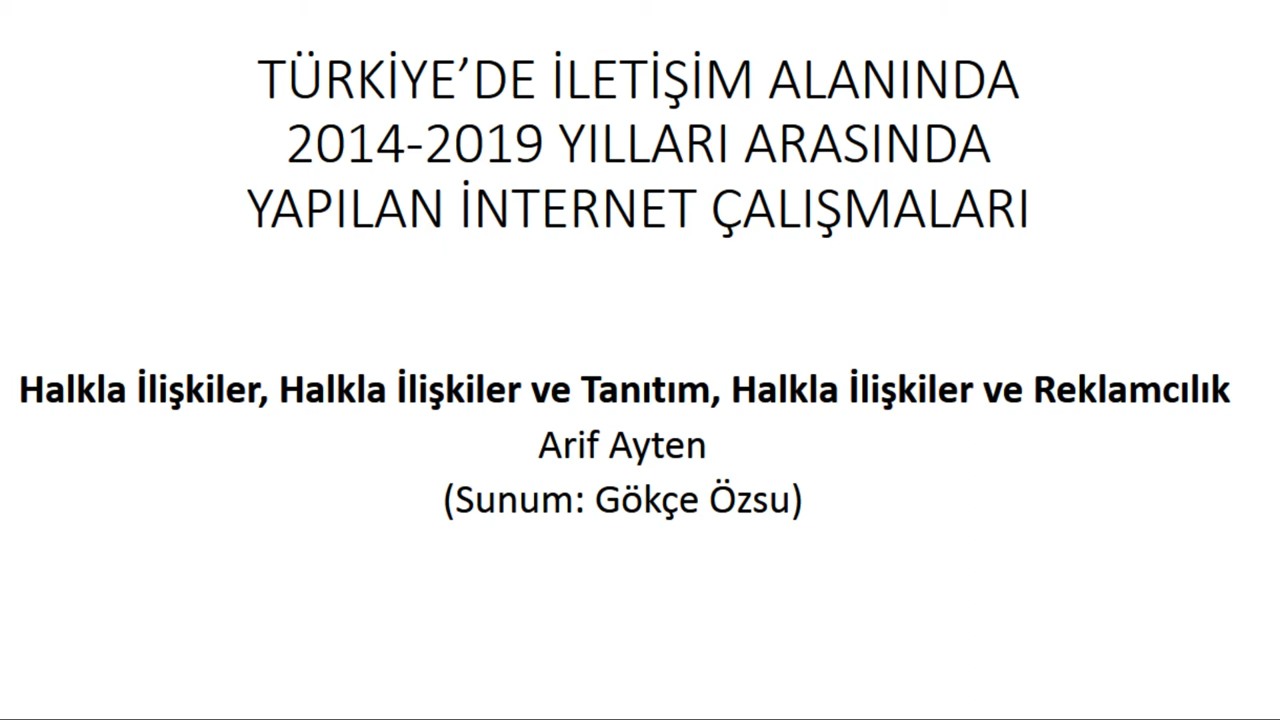 TÜRKİYE’DE İLETİŞİM ALANINDA
2014-2019 YILLARI ARASINDA
YAPILAN İNTERNET ÇALIŞMALARI
Halkla İlişkiler, Halkla İlişkiler ve Tanıtım, Halkla İlişkiler ve Reklamcılık
Arif Ayten
(Sunum: Gökçe Özsu)